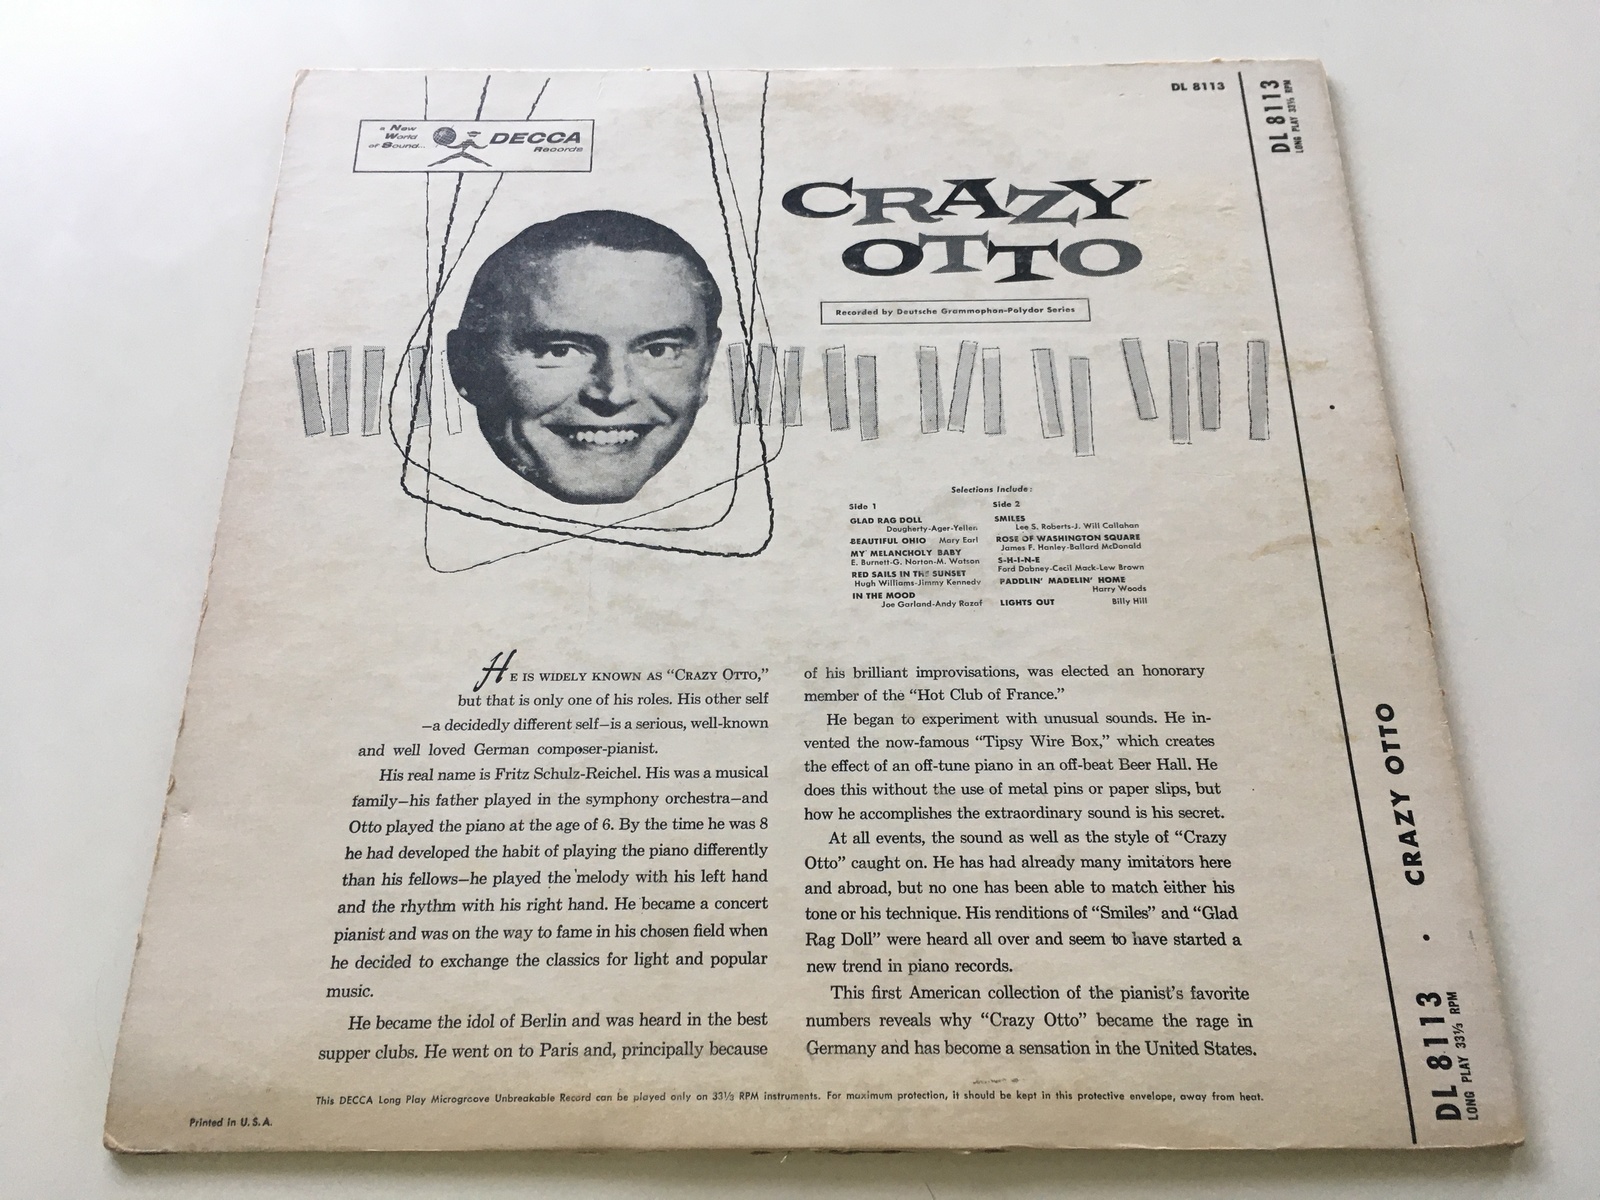 a New
World
of Sound...
DECCA
Records
DL 8113
CRAZY
OTTO
Recorded by Deutsche Grammophon-Polydor Series
Selections Include:
Side 1
GLAD RAG DOLL
Dougherty-Ager-Yellen
BEAUTIFUL OHIO Mary Earl
MY MELANCHOLY BABY
E. Burnett-G. Norton-M. Watson
RED SAILS IN THE SUNSET
Hugh Williams-Jimmy Kennedy
IN THE MOOD
Joe Garland-Andy Razaf
Side 2
SMILES
Lee S. Roberts-J. Will Callahan
ROSE OF WASHINGTON SQUARE
James F. Hanley-Ballard McDonald
S-H-I-N-E
Ford Dabney-Cecil Mack-Lew Brown
PADDLIN' MADELIN' HOME
Harry Woods
LIGHTS OUT Billy Hill
HE IS WIDELY KNOWN AS “CRAZY OTTO,”
but that is only one of his roles. His other self
—a decidedly different self—is a serious, well-known
and well loved German composer-pianist.
His real name is Fritz Schulz-Reichel. His was a musical
family—his father played in the symphony orchestra—and
Otto played the piano at the age of 6. By the time he was 8
he had developed the habit of playing the piano differently
than his fellows—he played the melody with his left hand
and the rhythm with his right hand. He became a concert
pianist and was on the way to fame in his chosen field when
he decided to exchange the classics for light and popular
music.
He became the idol of Berlin and was heard in the best
supper clubs. He went on to Paris and, principally because
of his brilliant improvisations, was elected an honorary
member of the “Hot Club of France.”
He began to experiment with unusual sounds. He in-
vented the now-famous “Tipsy Wire Box,” which creates
the effect of an off-tune piano in an off-beat Beer Hall. He
does this without the use of metal pins or paper slips, but
how he accomplishes the extraordinary sound is his secret.
At all events, the sound as well as the style of “Crazy
Otto” caught on. He has had already many imitators here
and abroad, but no one has been able to match either his
tone or his technique. His renditions of “Smiles” and “Glad
Rag Doll” were heard all over and seem to have started a
new trend in piano records.
This first American collection of the pianist's favorite
numbers reveals why “Crazy Otto” became the rage in
Germany and has become a sensation in the United States.
This DECCA Long Play Microgroove Unbreakable Record can be played only on 33⅓ RPM instruments. For maximum protection, it should be kept in this protective envelope, away from heat.
Printed in U.S.A.
DL 8113
LONG PLAY 33⅓ RPM
CRAZY OTTO
•
DL 8113
LONG PLAY 33⅓ RPM